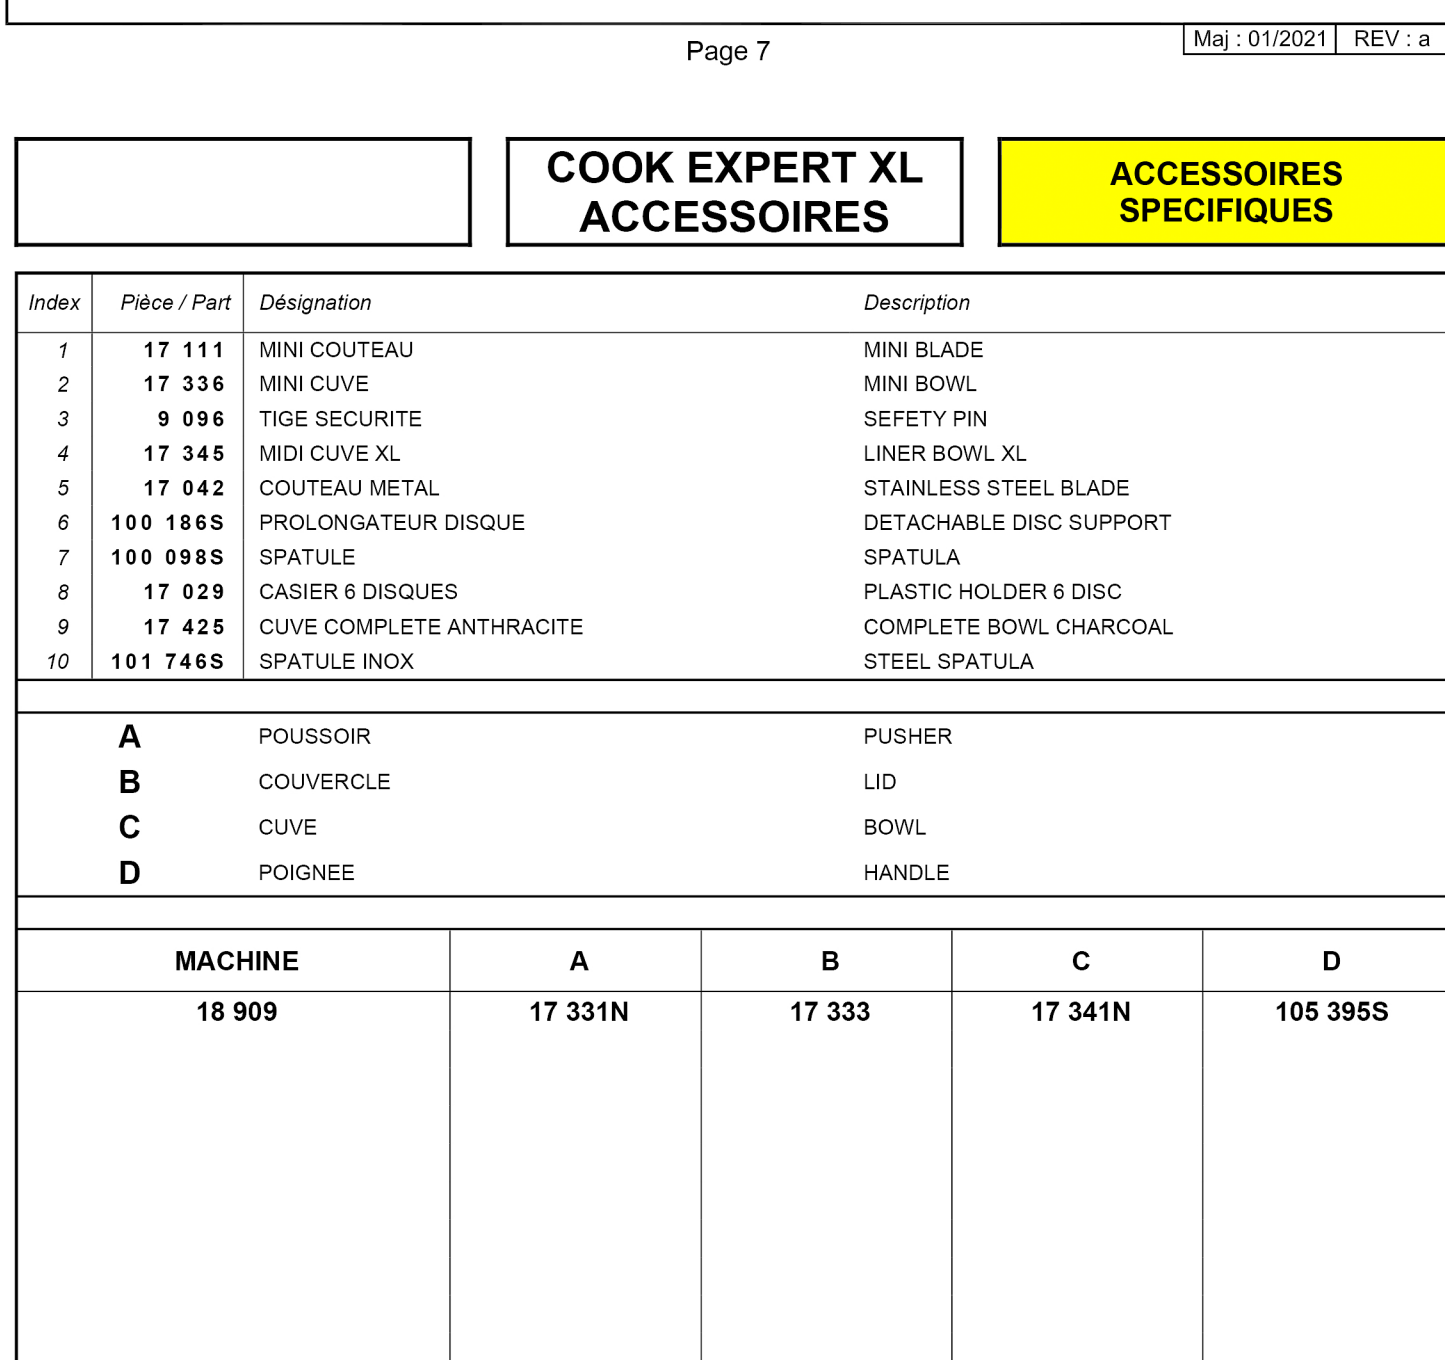 Page 7
Maj : 01/2021 REV : a
COOK EXPERT XL
ACCESSOIRES
ACCESSOIRES
SPECIFIQUES
Index Pièce / Part Désignation Description
1 17 111 MINI COUTEAU MINI BLADE
2 17 336 MINI CUVE MINI BOWL
3 9 096 TIGE SECURITE SEFETY PIN
4 17 345 MIDI CUVE XL LINER BOWL XL
5 17 042 COUTEAU METAL STAINLESS STEEL BLADE
6 100 186S PROLONGATEUR DISQUE DETACHABLE DISC SUPPORT
7 100 098S SPATULE SPATULA
8 17 029 CASIER 6 DISQUES PLASTIC HOLDER 6 DISC
9 17 425 CUVE COMPLETE ANTHRACITE COMPLETE BOWL CHARCOAL
10 101 746S SPATULE INOX STEEL SPATULA
A POUSSOIR PUSHER
B COUVERCLE LID
C CUVE BOWL
D POIGNEE HANDLE
MACHINE A B C D
18 909 17 331N 17 333 17 341N 105 395S